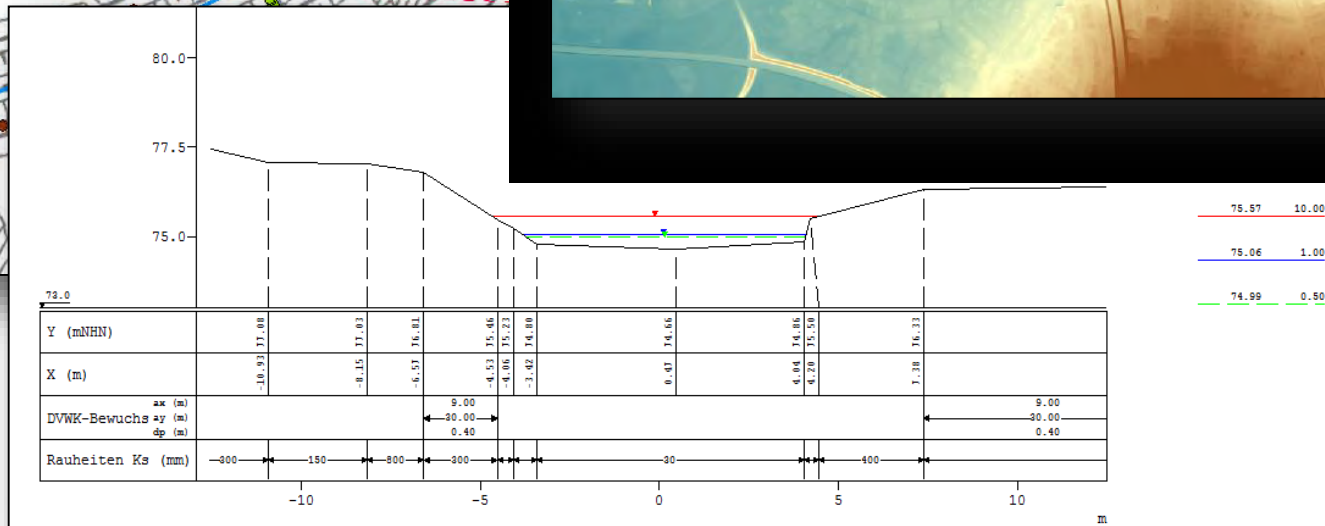 80.0
77.5
75.0
73.0
75.57 10.00
75.06 1.00
74.99 0.50
Y (mNHN) 77.08 77.03 76.81 75.46 75.23 74.80 74.66 74.86 75.50 76.33
X (m) -10.93 -8.15 -6.57 -4.53 -4.06 -3.42 0.47 4.04 4.20 7.38
ax (m) 9.00 9.00
DVWK-Bewuchs ay (m) 30.00 30.00
dp (m) 0.40 0.40
Rauheiten Ks (mm) 300 150 800 300 30 400
-10 -5 0 5 10
m